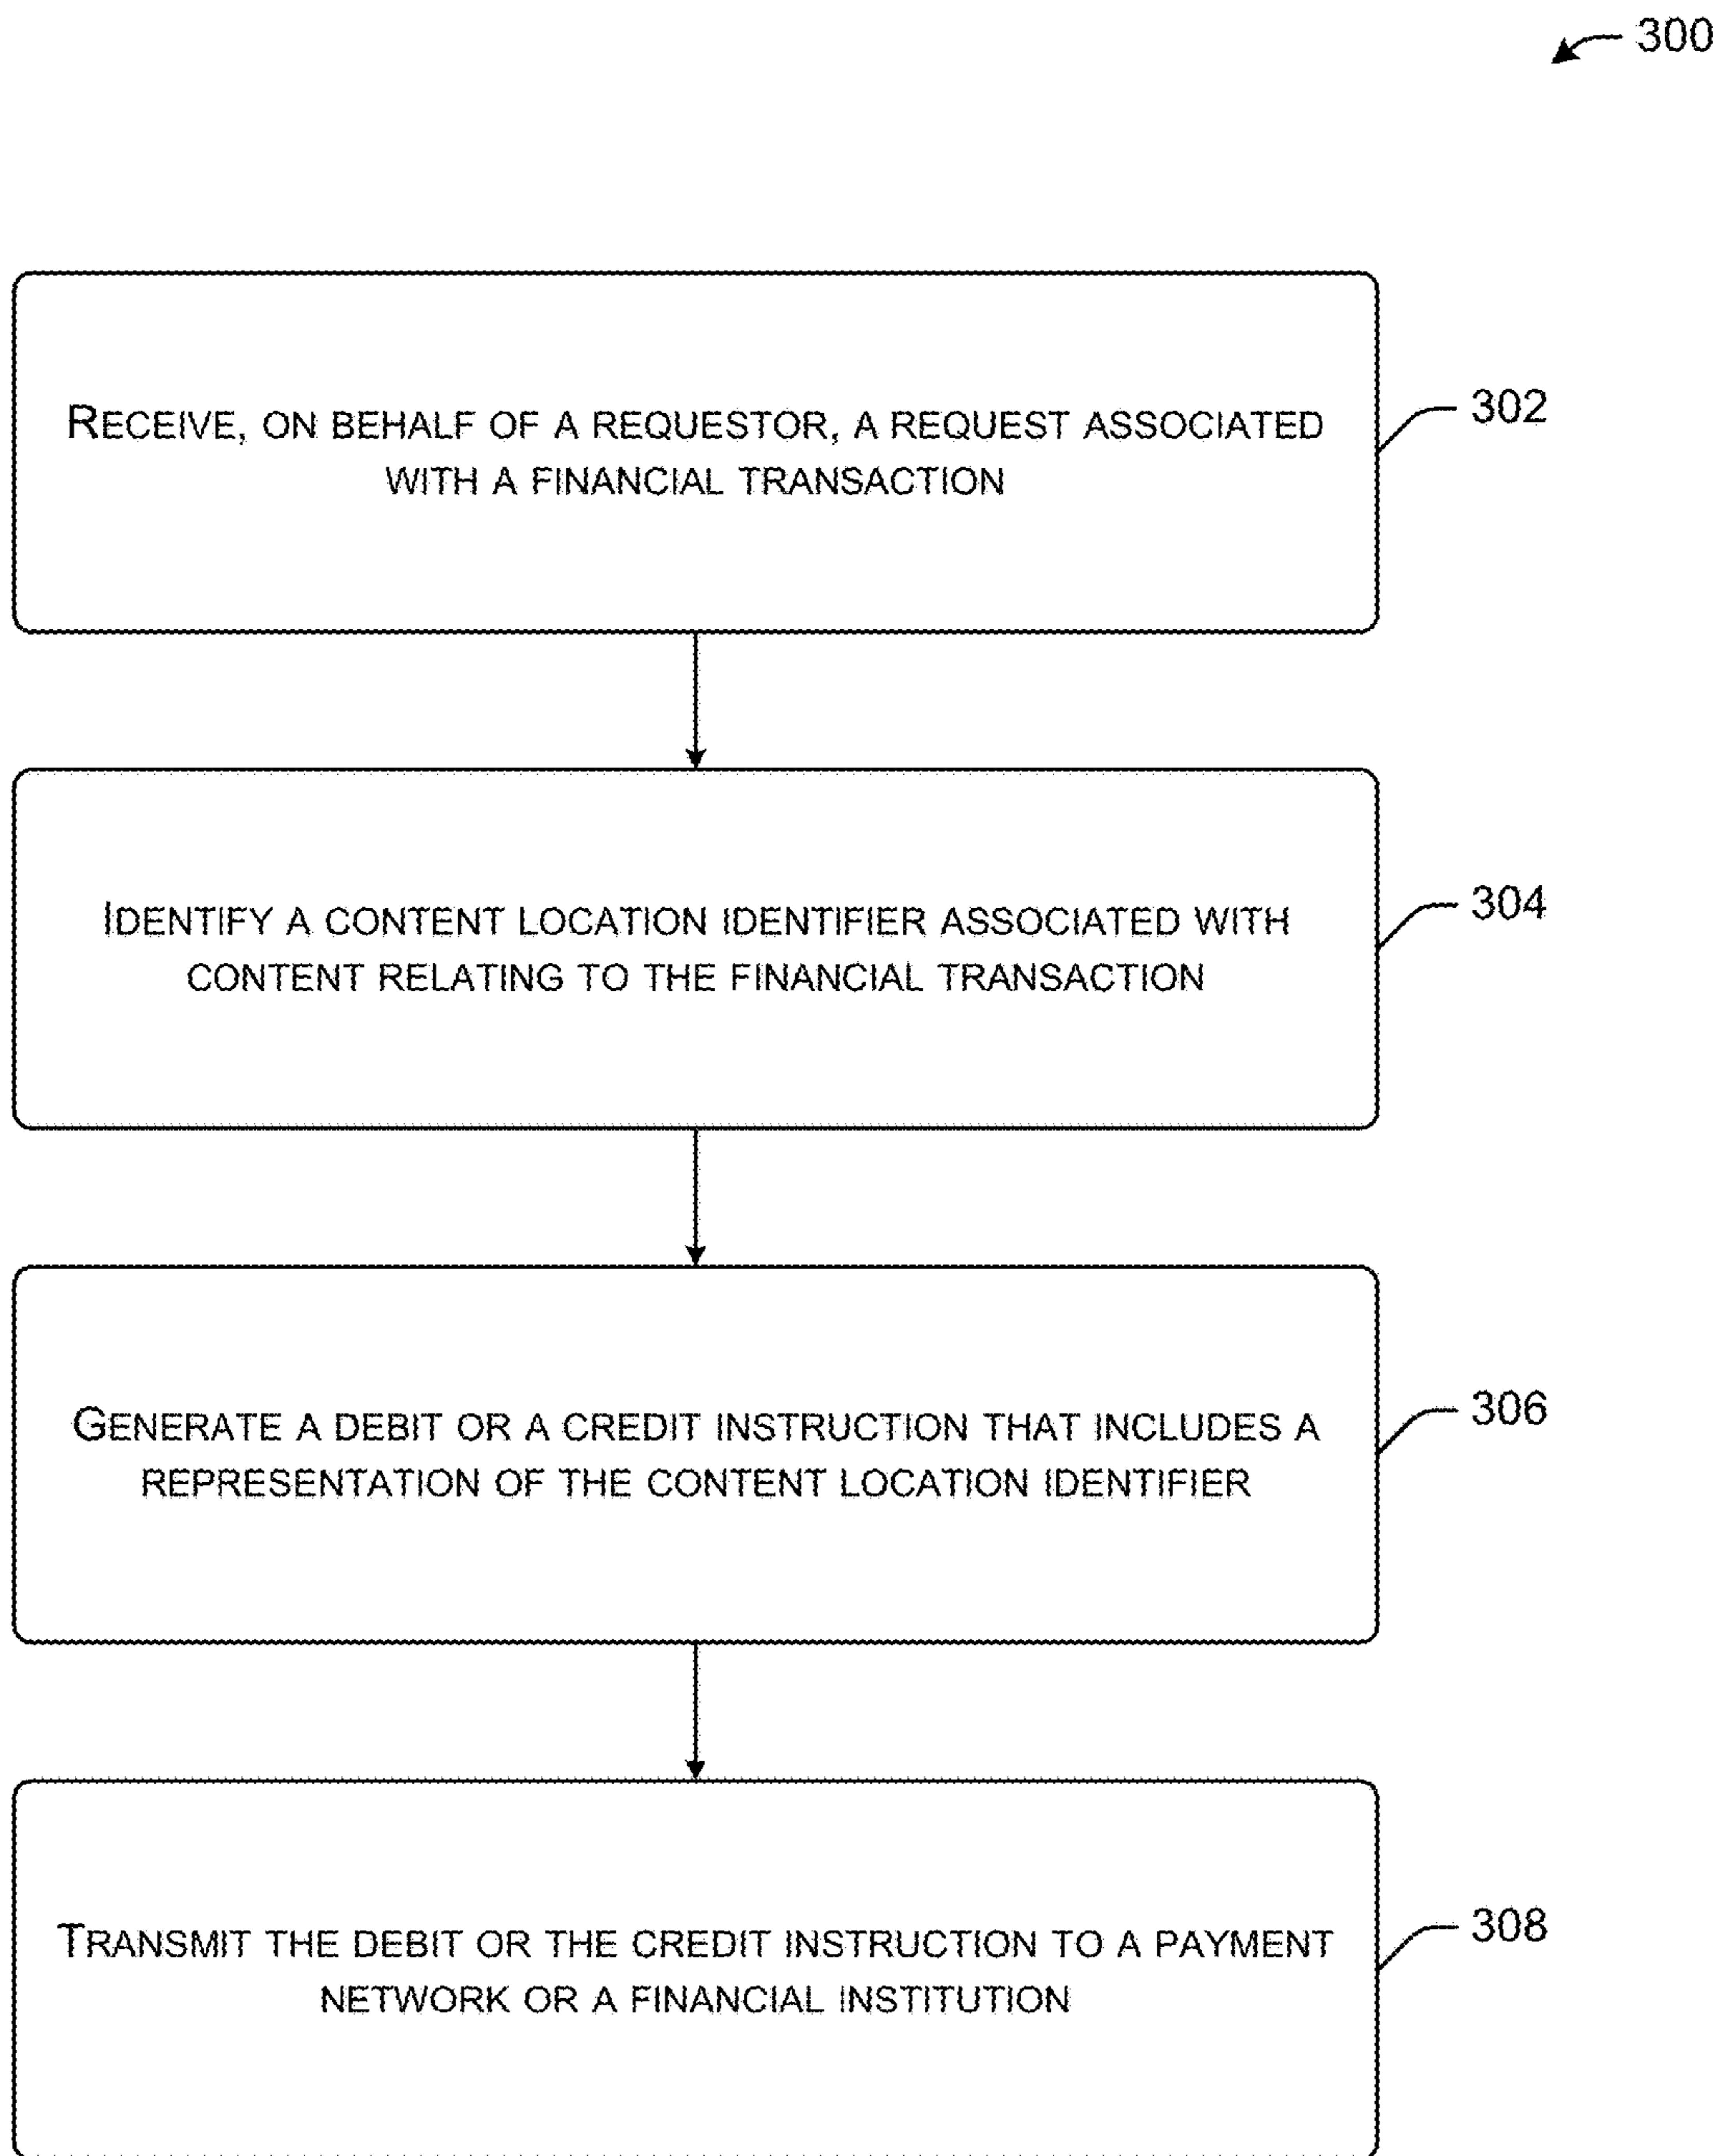 300
RECEIVE, ON BEHALF OF A REQUESTOR, A REQUEST ASSOCIATED
WITH A FINANCIAL TRANSACTION
302
IDENTIFY A CONTENT LOCATION IDENTIFIER ASSOCIATED WITH
CONTENT RELATING TO THE FINANCIAL TRANSACTION
304
GENERATE A DEBIT OR A CREDIT INSTRUCTION THAT INCLUDES A
REPRESENTATION OF THE CONTENT LOCATION IDENTIFIER
306
TRANSMIT THE DEBIT OR THE CREDIT INSTRUCTION TO A PAYMENT
NETWORK OR A FINANCIAL INSTITUTION
308